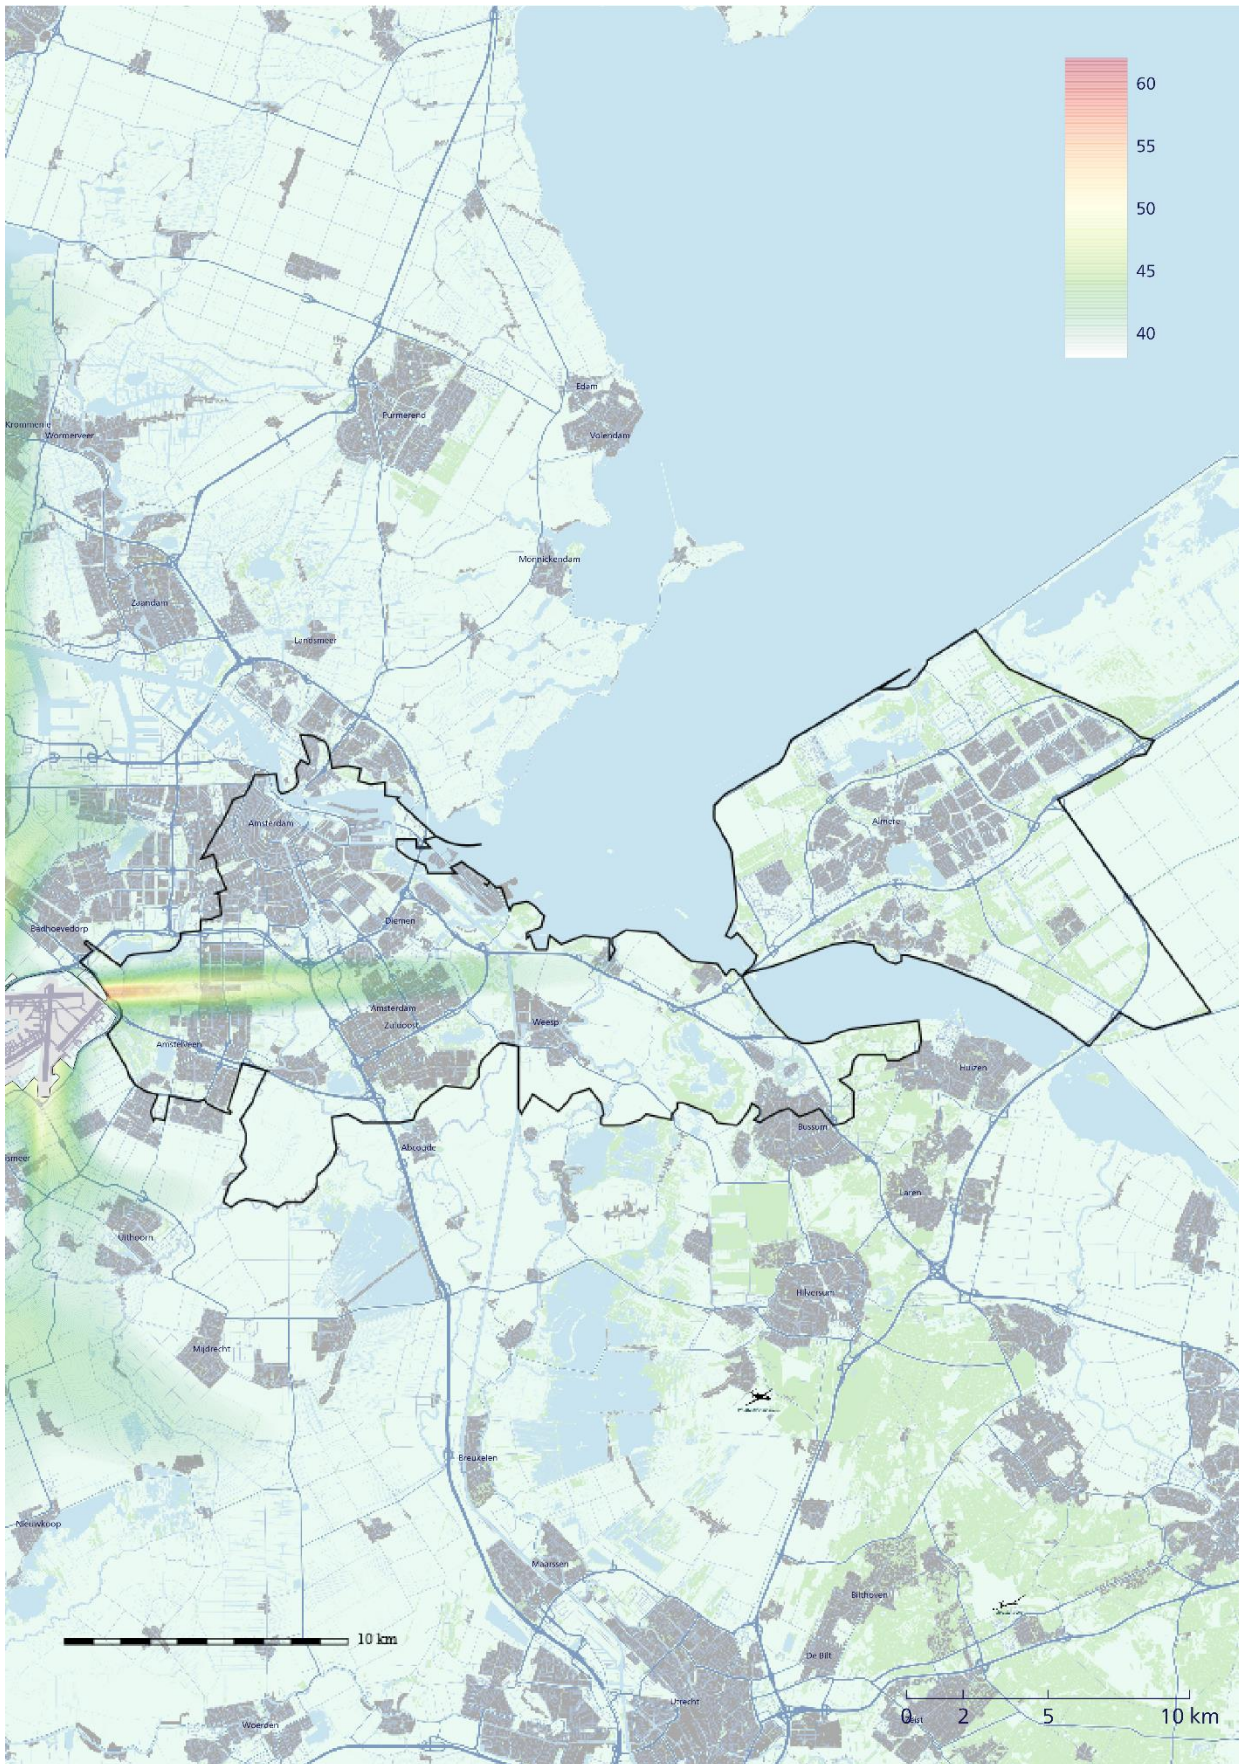 60
55
50
45
40
Edam
Purmerend
Volendam
Krommenie
Wormerveer
Monnickendam
Zaandam
Landsmeer
Amsterdam
Almere
Diemen
Badhoevedorp
Amsterdam
Zuidoost
Weesp
Amstelveen
Huizen
Bussum
Abcoude
smeer
Laren
Uithoorn
Hilversum
Mijdrecht
Breukelen
Nieuwkoop
Maarssen
Bilthoven
10 km
De Bilt
Utrecht
Zeist
Woerden
0 2 5 10 km